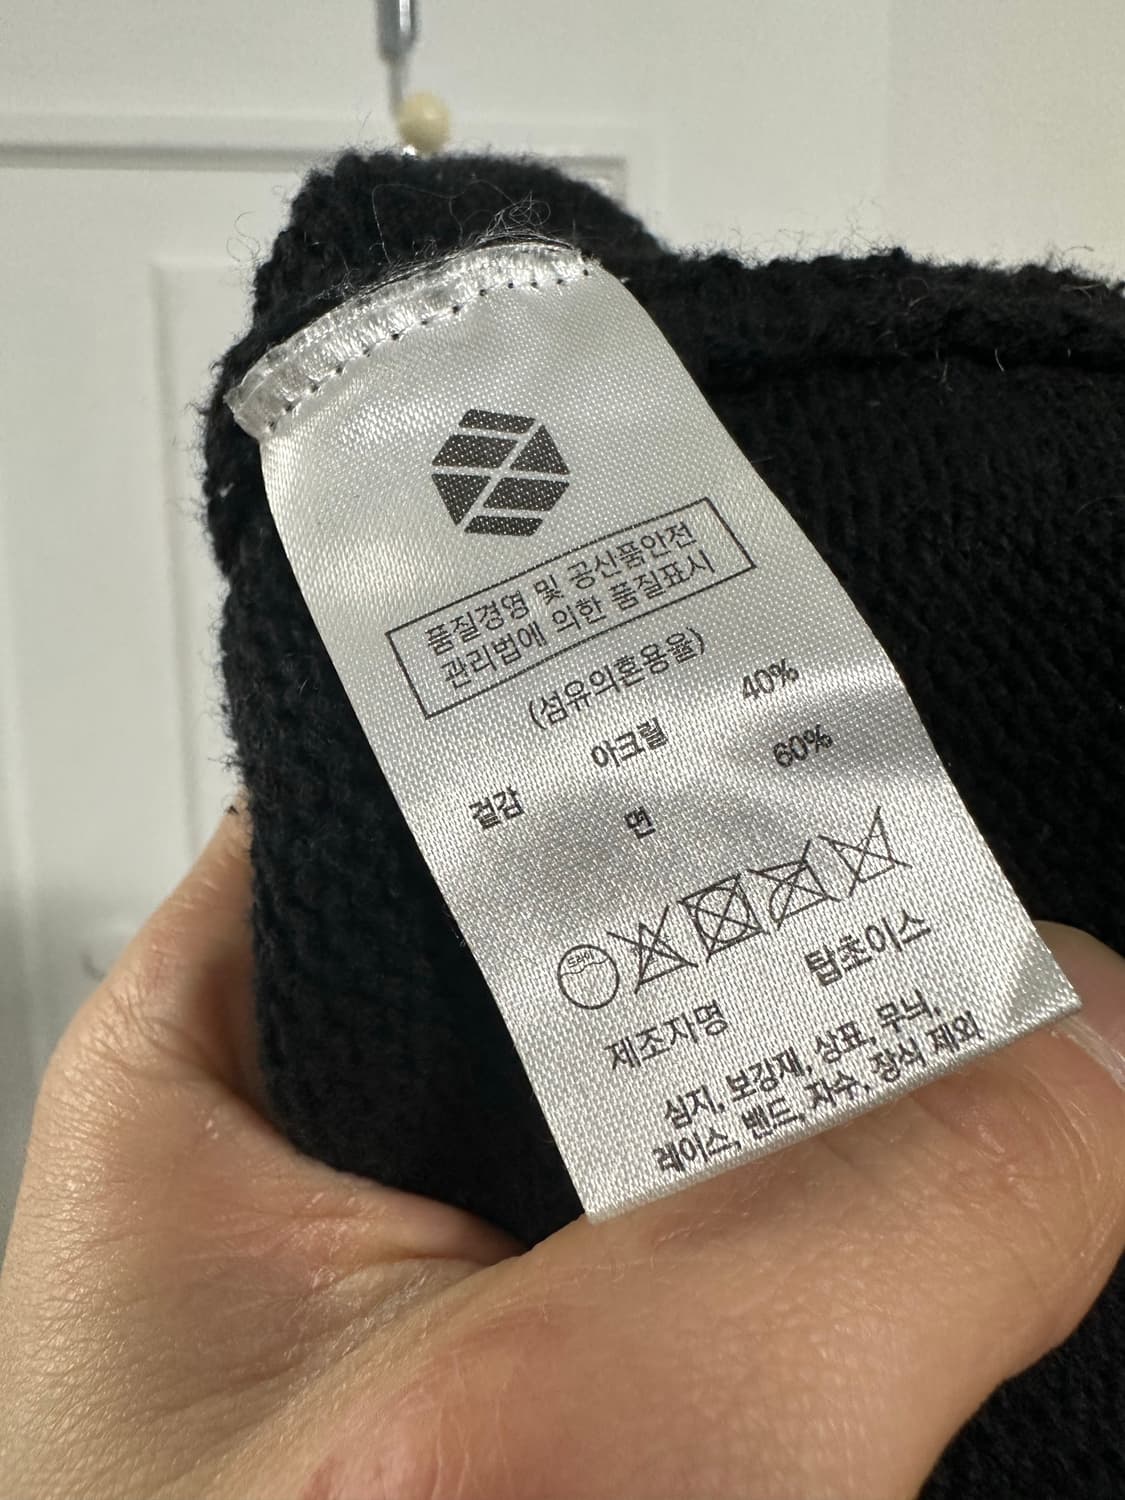 품질경영 및 공산품안전
관리법에 의한 품질표시
(섬유의혼용율)
아크릴 40%
겉감
면 60%
드라이
제조자명 탑초이스
심지, 보강재, 상표, 무늬,
레이스, 밴드, 자수, 장식 제외